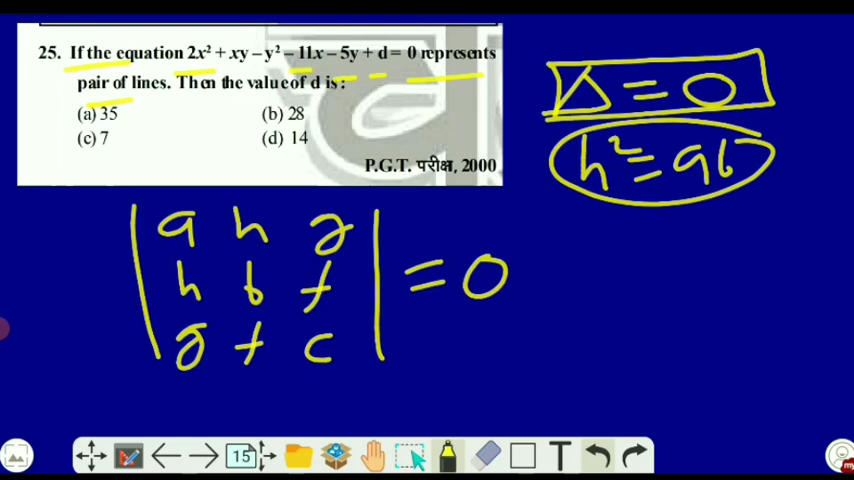 25. If the equation 2x² + xy – y² – 11x – 5y + d = 0 represents
pair of lines. Then the value of d is :
(a) 35 (b) 28
(c) 7 (d) 14
P.G.T. परीक्षा, 2000
Δ = 0
h² = ab
a h g
h b f = 0
g f c
15
T
my